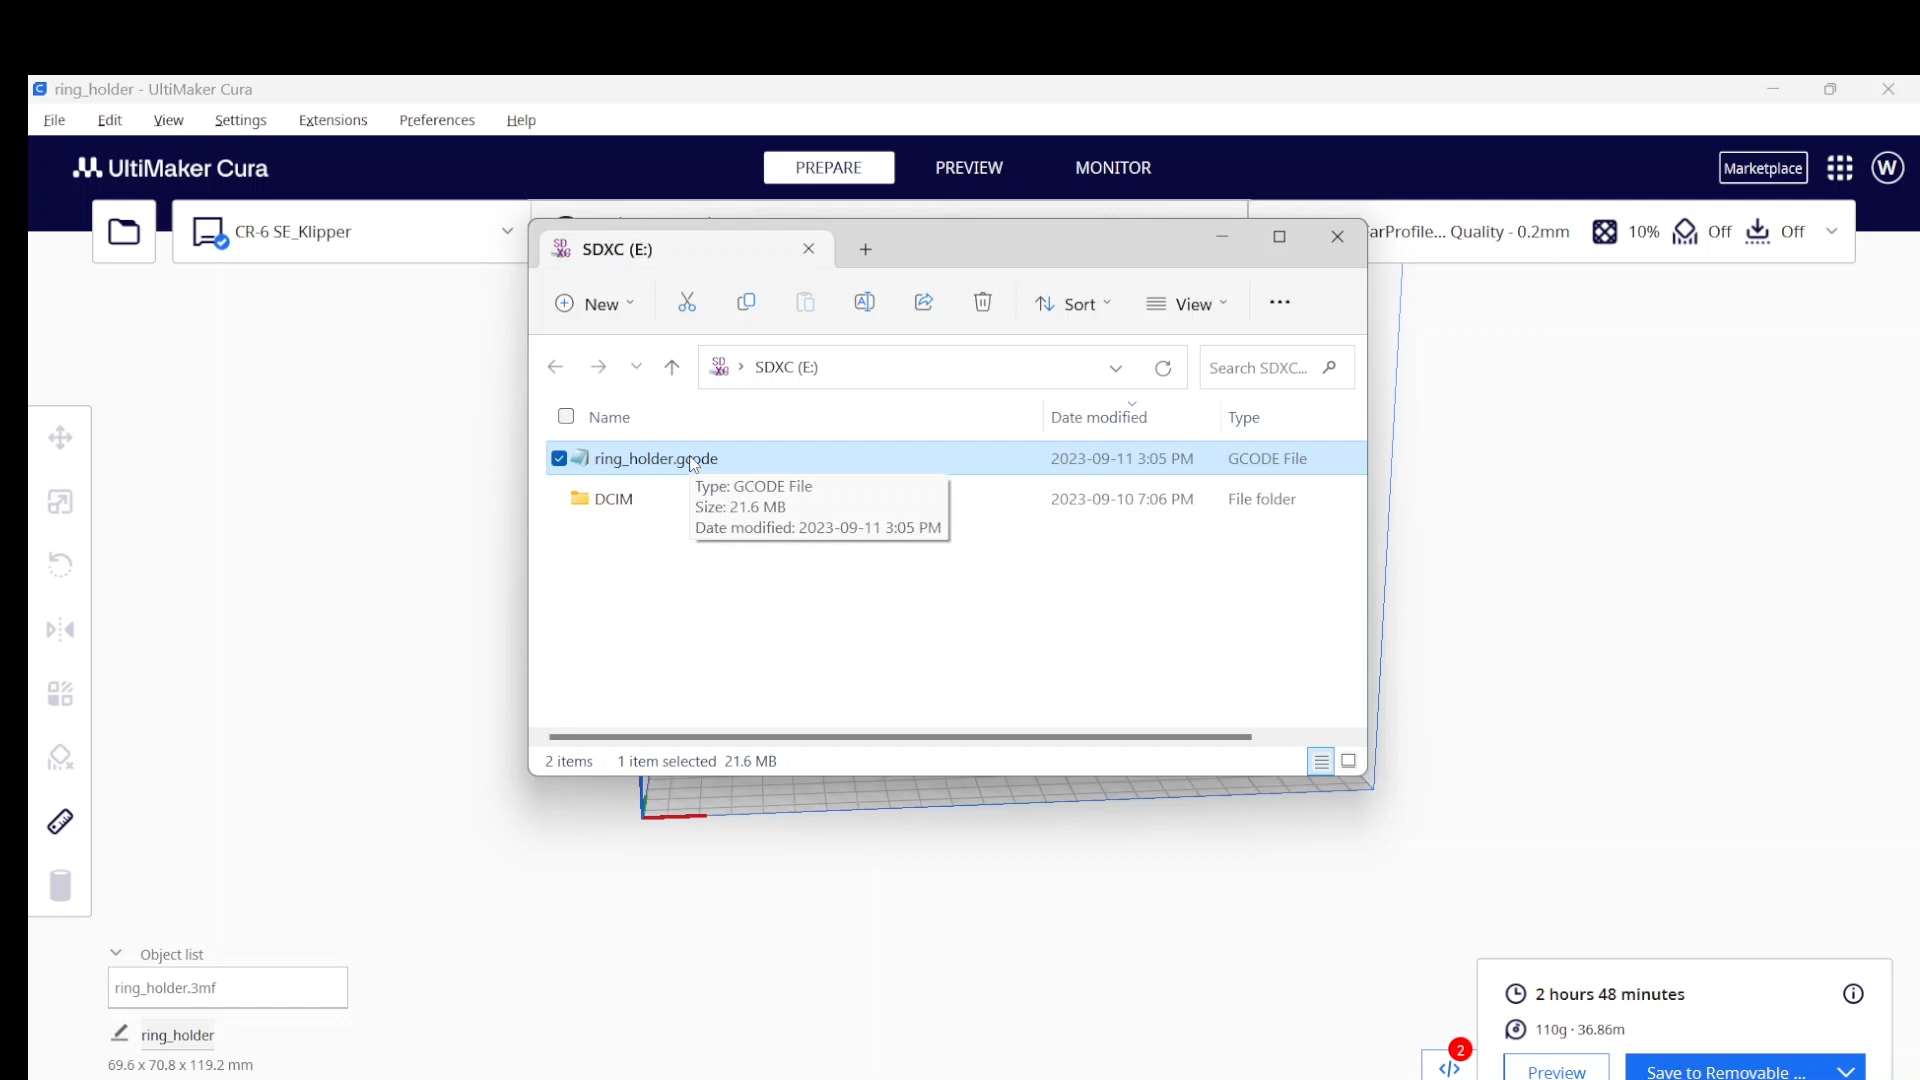 ring_holder - UltiMaker Cura
File Edit View Settings Extensions Preferences Help
UltiMaker Cura
PREPARE PREVIEW MONITOR
Marketplace
W
CR-6 SE_Klipper
arProfile... Quality - 0.2mm 10% Off Off
SDXC (E:)
New Sort View
SDXC (E:)
Search SDXC...
Name Date modified Type
ring_holder.gcode 2023-09-11 3:05 PM GCODE File
DCIM 2023-09-10 7:06 PM File folder
Type: GCODE File
Size: 21.6 MB
Date modified: 2023-09-11 3:05 PM
2 items 1 item selected 21.6 MB
Object list
ring_holder.3mf
ring_holder
69.6 x 70.8 x 119.2 mm
2 hours 48 minutes
110g · 36.86m
2
</>
Preview Save to Removable ...